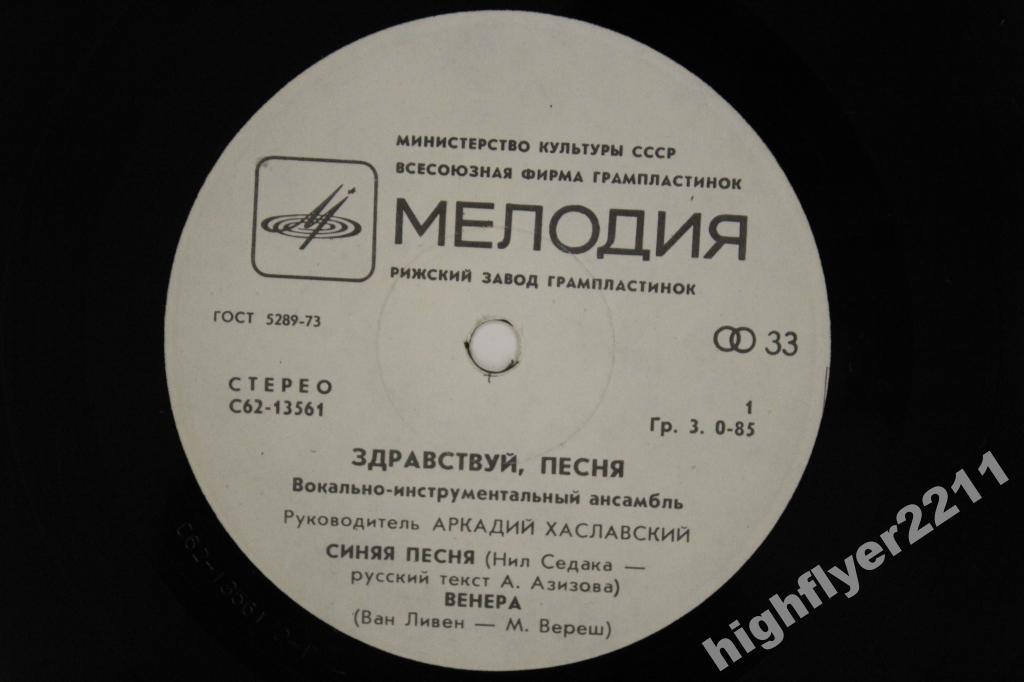 МИНИСТЕРСТВО КУЛЬТУРЫ СССР
ВСЕСОЮЗНАЯ ФИРМА ГРАМПЛАСТИНОК
МЕЛОДИЯ
РИЖСКИЙ ЗАВОД ГРАМПЛАСТИНОК
ГОСТ 5289-73
33
СТЕРЕО
С62-13561
1
Гр. 3. 0-85
ЗДРАВСТВУЙ, ПЕСНЯ
Вокально-инструментальный ансамбль
Руководитель АРКАДИЙ ХАСЛАВСКИЙ
СИНЯЯ ПЕСНЯ (Нил Седака —
русский текст А. Азизова)
ВЕНЕРА
(Ван Ливен — М. Вереш)
highflyer2211